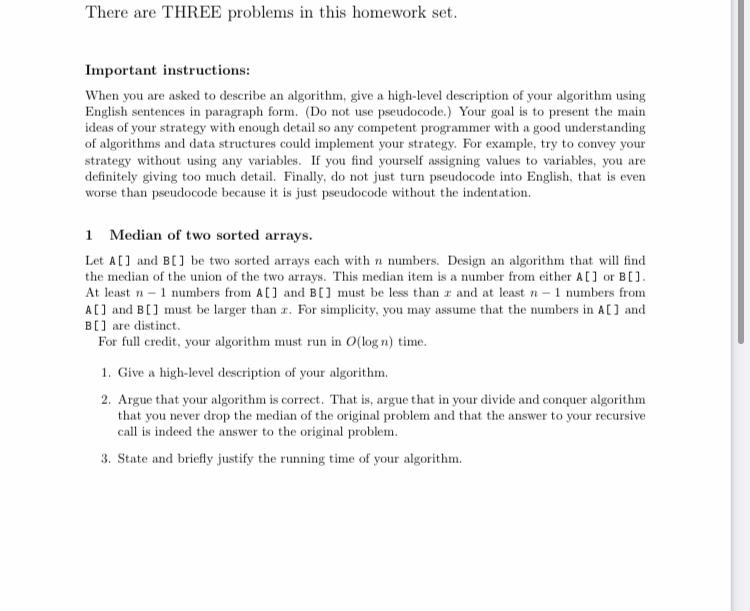 There are THREE problems in this homework set.
Important instructions:
When you are asked to describe an algorithm, give a high-level description of your algorithm using
English sentences in paragraph form. (Do not use pseudocode.) Your goal is to present the main
ideas of your strategy with enough detail so any competent programmer with a good understanding
of algorithms and data structures could implement your strategy. For example, try to convey your
strategy without using any variables. If you find yourself assigning values to variables, you are
definitely giving too much detail. Finally, do not just turn pseudocode into English, that is even
worse than pseudocode because it is just pseudocode without the indentation.
1 Median of two sorted arrays.
Let A[] and B[] be two sorted arrays each with n numbers. Design an algorithm that will find
the median of the union of the two arrays. This median item is a number from either A[] or B[].
At least n − 1 numbers from A[] and B[] must be less than x and at least n − 1 numbers from
A[] and B[] must be larger than x. For simplicity, you may assume that the numbers in A[] and
B[] are distinct.
For full credit, your algorithm must run in O(log n) time.
1. Give a high-level description of your algorithm.
2. Argue that your algorithm is correct. That is, argue that in your divide and conquer algorithm
that you never drop the median of the original problem and that the answer to your recursive
call is indeed the answer to the original problem.
3. State and briefly justify the running time of your algorithm.